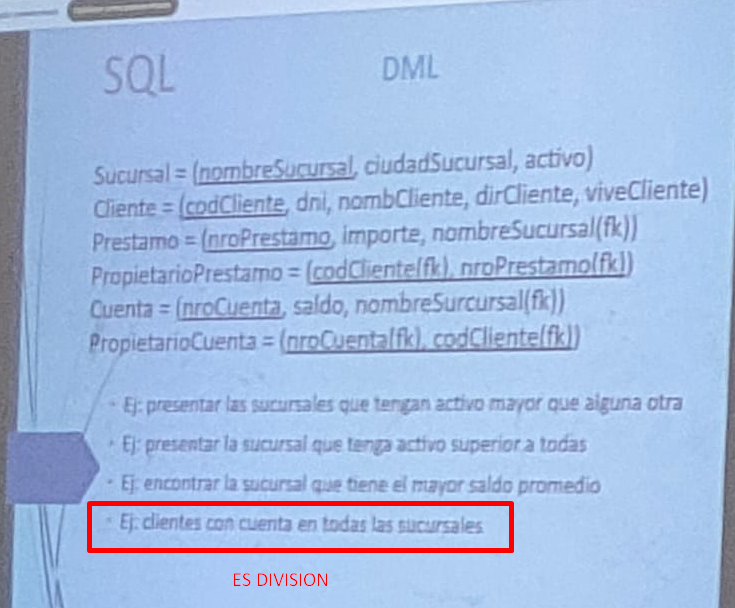 SQL DML
Sucursal = (nombreSucursal, ciudadSucursal, activo)
Cliente = (codCliente, dni, nombCliente, dirCliente, viveCliente)
Prestamo = (nroPrestamo, importe, nombreSucursal(fk))
PropietarioPrestamo = (codCliente(fk), nroPrestamo(fk))
Cuenta = (nroCuenta, saldo, nombreSurcursal(fk))
PropietarioCuenta = (nroCuenta(fk), codCliente(fk))
Ej: presentar las sucursales que tengan activo mayor que alguna otra
Ej: presentar la sucursal que tenga activo superior a todas
Ej: encontrar la sucursal que tiene el mayor saldo promedio
Ej: clientes con cuenta en todas las sucursales
ES DIVISION